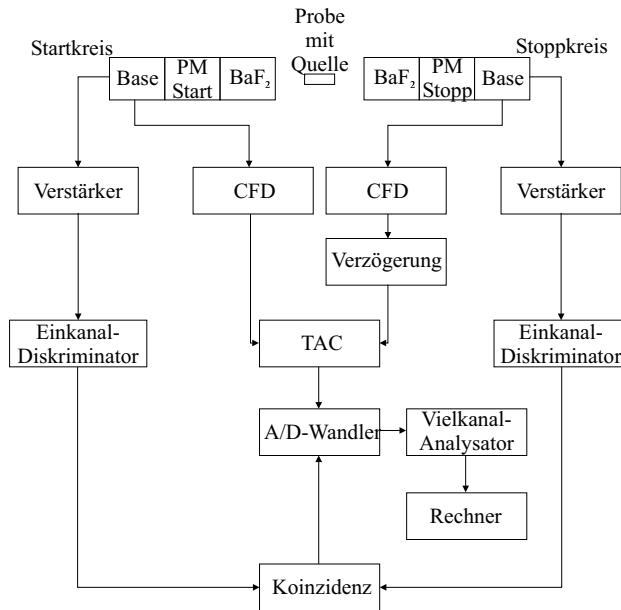 Probe
mit
Quelle
Startkreis
Stoppkreis
Base
PM
Start
BaF₂
BaF₂
PM
Stopp
Base
Verstärker
CFD
CFD
Verstärker
Verzögerung
Einkanal-
Diskriminator
TAC
Einkanal-
Diskriminator
A/D-Wandler
Vielkanal-
Analysator
Rechner
Koinzidenz